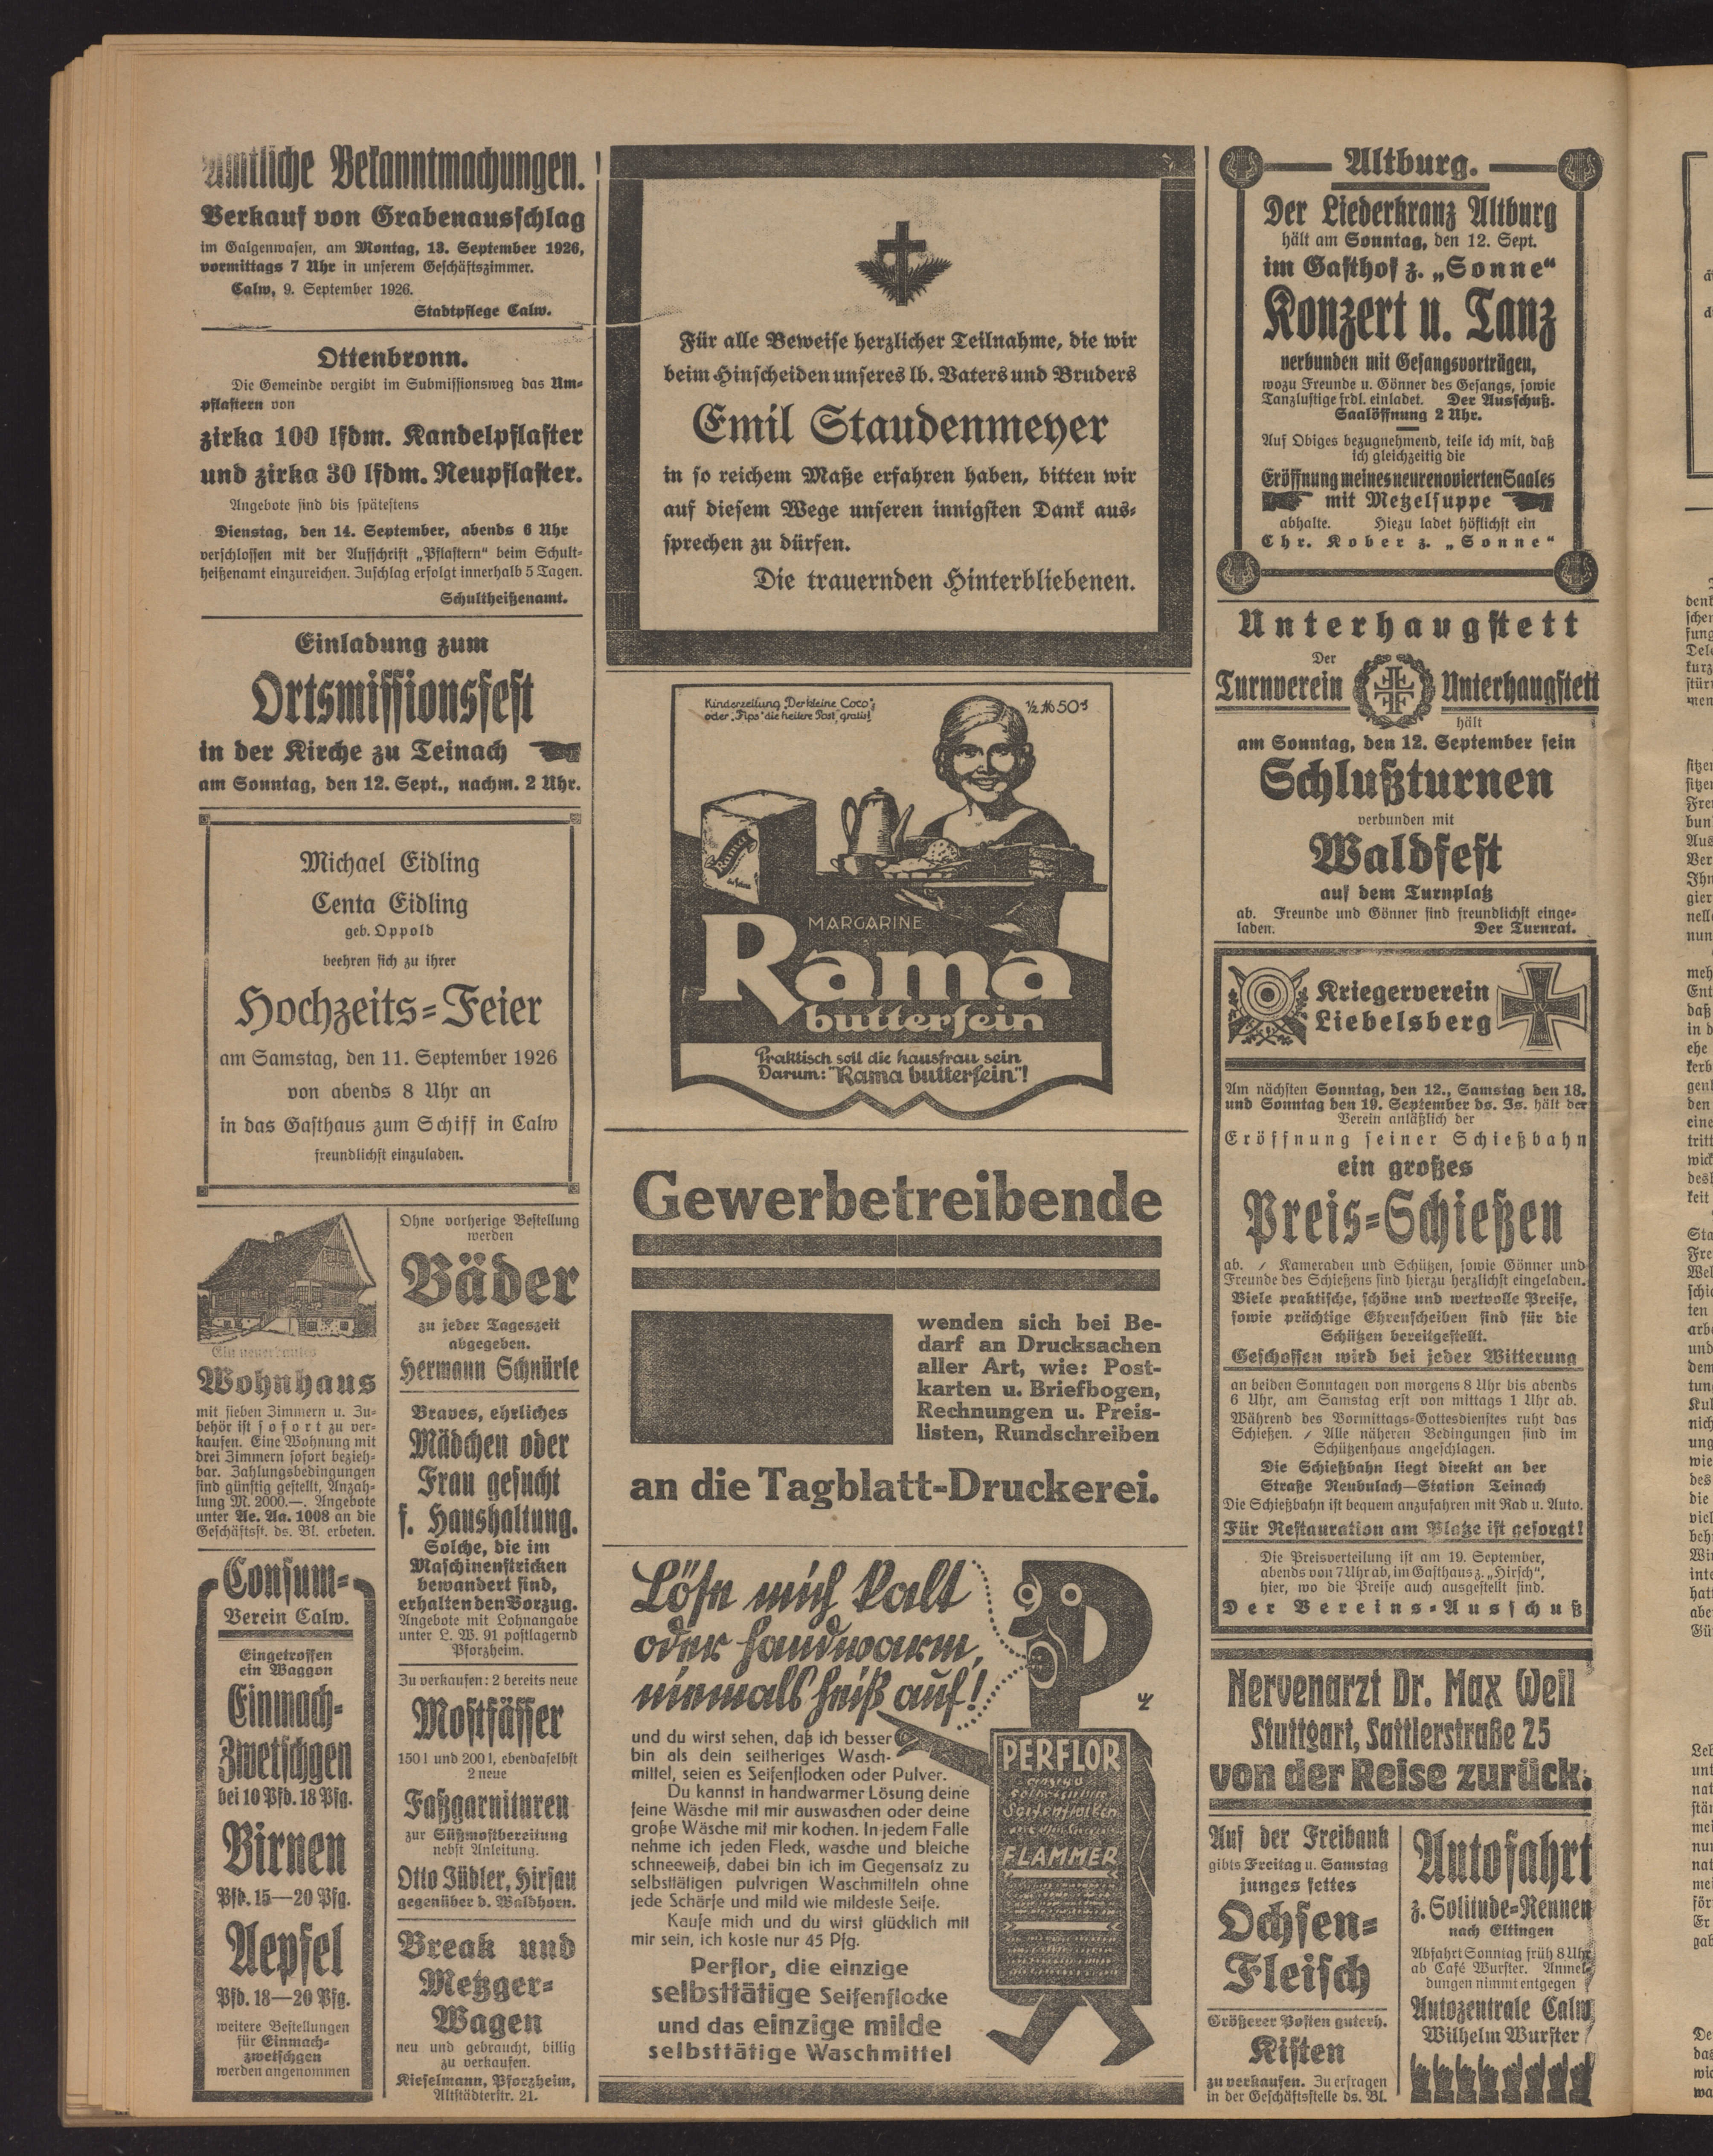 Amtliche Bekanntmachungen.
Verkauf von Grabenausschlag
im Galgenwasen, am Montag, 13. September 1926,
vormittags 7 Uhr in unserem Geschäftszimmer.
Calw, 9. September 1926.
Stadtpflege Calw.
Ottenbronn.
Die Gemeinde vergibt im Submissionsweg das Um-
pflastern von
zirka 100 lfdm. Kandelpflaster
und zirka 30 lfdm. Neupflaster.
Angebote sind bis spätestens
Dienstag, den 14. September, abends 6 Uhr
verschlossen mit der Aufschrift „Pflastern“ beim Schult-
heißenamt einzureichen. Zuschlag erfolgt innerhalb 5 Tagen.
Schultheißenamt.
Einladung zum
Ortsmissionsfest
in der Kirche zu Teinach
am Sonntag, den 12. Sept., nachm. 2 Uhr.
Michael Eidling
Centa Eidling
geb. Oppold
beehren sich zu ihrer
Hochzeits-Feier
am Samstag, den 11. September 1926
von abends 8 Uhr an
in das Gasthaus zum Schiff in Calw
freundlichst einzuladen.
Ein neuerbautes
Wohnhaus
mit sieben Zimmern u. Zu-
behör ist sofort zu ver-
kaufen. Eine Wohnung mit
drei Zimmern sofort bezieh-
bar. Zahlungsbedingungen
sind günstig gestellt, Anzah-
lung M. 2000.—. Angebote
unter Ae. Aa. 1008 an die
Geschäftsst. ds. Bl. erbeten.
Consum-
Verein Calw.
Eingetroffen
ein Waggon
Einmach-
Zwetschgen
bei 10 Pfd. 18 Pfg.
Birnen
Pfd. 15—20 Pfg.
Aepfel
Pfd. 18—20 Pfg.
weitere Bestellungen
für Einmach-
zwetschgen
werden angenommen
Ohne vorherige Bestellung
werden
Bäder
zu jeder Tageszeit
abgegeben.
Hermann Schnürle
Braves, ehrliches
Mädchen oder
Frau gesucht
f. Haushaltung.
Solche, die im
Maschinenstricken
bewandert sind,
erhalten den Vorzug.
Angebote mit Lohnangabe
unter L. W. 91 postlagernd
Pforzheim.
Zu verkaufen: 2 bereits neue
Mostfässer
150 l und 200 l, ebendaselbst
2 neue
Faßgarnituren
zur Süßmostbereitung
nebst Anleitung.
Otto Jüdler, Hirsau
gegenüber d. Waldhorn.
Break und
Metzger-
Wagen
neu und gebraucht, billig
zu verkaufen.
Kieselmann, Pforzheim,
Altstädterstr. 21.
Für alle Beweise herzlicher Teilnahme, die wir
beim Hinscheiden unseres lb. Vaters und Bruders
Emil Staudenmeyer
in so reichem Maße erfahren haben, bitten wir
auf diesem Wege unseren innigsten Dank aus-
sprechen zu dürfen.
Die trauernden Hinterbliebenen.
Kinderzeitung „Der kleine Coco“,
oder „Fips“ die heitere Post, gratis!
½ ℔ 50₰
Rama
MARGARINE
Rama
butterfein
Praktisch soll die Hausfrau sein
Darum: "Rama butterfein"!
Gewerbetreibende
wenden sich bei Be-
darf an Drucksachen
aller Art, wie: Post-
karten u. Briefbogen,
Rechnungen u. Preis-
listen, Rundschreiben
an die Tagblatt-Druckerei.
Löse mich kalt
oder handwarm,
niemals heiß auf!
und du wirst sehen, daß ich besser
bin als dein seitheriges Wasch-
mittel, seien es Seifenflocken oder Pulver.
Du kannst in handwarmer Lösung deine
feine Wäsche mit mir auswaschen oder deine
große Wäsche mit mir kochen. In jedem Falle
nehme ich jeden Fleck, wasche und bleiche
schneeweiß, dabei bin ich im Gegensatz zu
selbsttätigen pulvrigen Waschmitteln ohne
jede Schärfe und mild wie mildeste Seife.
Kaufe mich und du wirst glücklich mit
mir sein, ich koste nur 45 Pfg.
Perflor, die einzige
selbsttätige Seifenflocke
und das einzige milde
selbsttätige Waschmittel
PERFLOR
Seifenflocken
FLAMMER
Altburg.
Der Liederkranz Altburg
hält am Sonntag, den 12. Sept.
im Gasthof z. „Sonne“
Konzert u. Tanz
verbunden mit Gesangsvorträgen,
wozu Freunde u. Gönner des Gesangs, sowie
Tanzlustige frdl. einladet. Der Ausschuß.
Saalöffnung 2 Uhr.
Auf Obiges bezugnehmend, teile ich mit, daß
ich gleichzeitig die
Eröffnung meines neurenovierten Saales
mit Metzelsuppe
abhalte. Hiezu ladet höflichst ein
Chr. Kober z. „Sonne“
Unterhaugstett
Der
Turnverein Unterhaugstett
hält
am Sonntag, den 12. September sein
Schlußturnen
verbunden mit
Waldfest
auf dem Turnplatz
ab. Freunde und Gönner sind freundlichst einge-
laden. Der Turnrat.
Kriegerverein
Liebelsberg
Am nächsten Sonntag, den 12., Samstag den 18.
und Sonntag den 19. September ds. Js. hält der
Verein anläßlich der
Eröffnung seiner Schießbahn
ein großes
Preis-Schießen
ab. / Kameraden und Schützen, sowie Gönner und
Freunde des Schießens sind hierzu herzlichst eingeladen.
Viele praktische, schöne und wertvolle Preise,
sowie prächtige Ehrenscheiben sind für die
Schützen bereitgestellt.
Geschossen wird bei jeder Witterung
an beiden Sonntagen von morgens 8 Uhr bis abends
6 Uhr, am Samstag erst von mittags 1 Uhr ab.
Während des Vormittags-Gottesdienstes ruht das
Schießen. / Alle näheren Bedingungen sind im
Schützenhaus angeschlagen.
Die Schießbahn liegt direkt an der
Straße Neubulach—Station Teinach
Die Schießbahn ist bequem anzufahren mit Rad u. Auto.
Für Restauration am Platze ist gesorgt!
Die Preisverteilung ist am 19. September,
abends von 7 Uhr ab, im Gasthaus z. „Hirsch“,
hier, wo die Preise auch ausgestellt sind.
Der Vereins-Ausschuß
Nervenarzt Dr. Max Weil
Stuttgart, Sattlerstraße 25
von der Reise zurück.
Auf der Freibank
gibts Freitag u. Samstag
junges fettes
Ochsen-
Fleisch
Größerer Posten guterh.
Kisten
zu verkaufen. Zu erfragen
in der Geschäftsstelle ds. Bl.
Autofahrt
z. Solitude-Rennen
nach Eltingen
Abfahrt Sonntag früh 8 Uhr
ab Café Wurster. Anmel-
dungen nimmt entgegen
Autozentrale Calw
Wilhelm Wurster